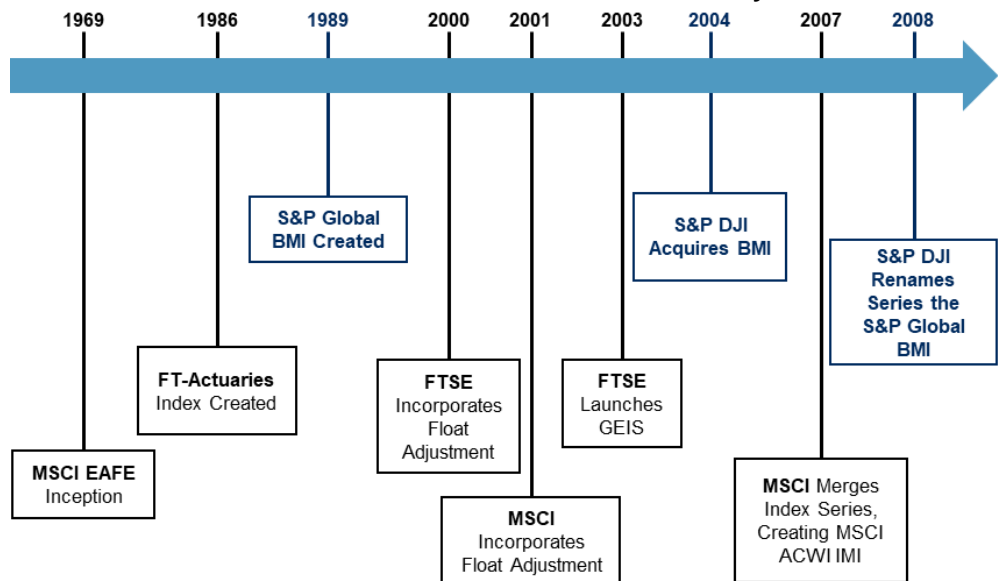 1969
1986
1989
2000
2001
2003
2004
2007
2008
S&P Global
BMI Created
S&P DJI
Acquires BMI
S&P DJI
Renames
Series the
S&P Global
BMI
FT-Actuaries
Index Created
FTSE
Incorporates
Float
Adjustment
FTSE
Launches
GEIS
MSCI EAFE
Inception
MSCI
Incorporates
Float Adjustment
MSCI Merges
Index Series,
Creating MSCI
ACWI IMI